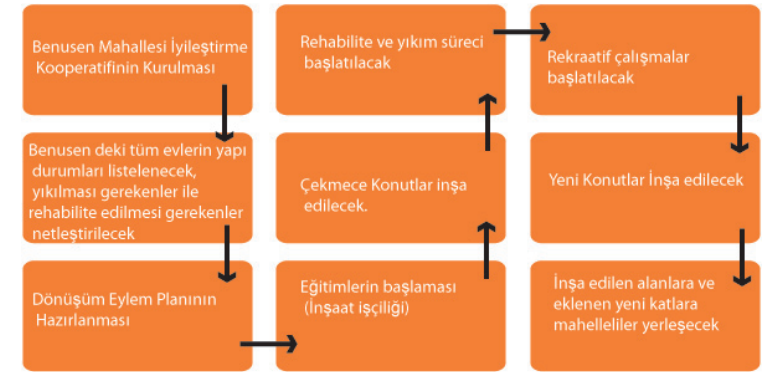 Benusen Mahallesi İyileştirme
Kooperatifinin Kurulması
Benusen deki tüm evlerin yapı
durumları listelenecek,
yıkılması gerekenler ile
rehabilite edilmesi gerekenler
netleştirilecek
Dönüşüm Eylem Planının
Hazırlanması
Eğitimlerin başlaması
(İnşaat işçiliği)
Çekmece Konutlar inşa
edilecek.
Rehabilite ve yıkım süreci
başlatılacak
Rekraatif çalışmalar
başlatılacak
Yeni Konutlar İnşa edilecek
İnşa edilen alanlara ve
eklenen yeni katlara
mahelleliler yerleşecek